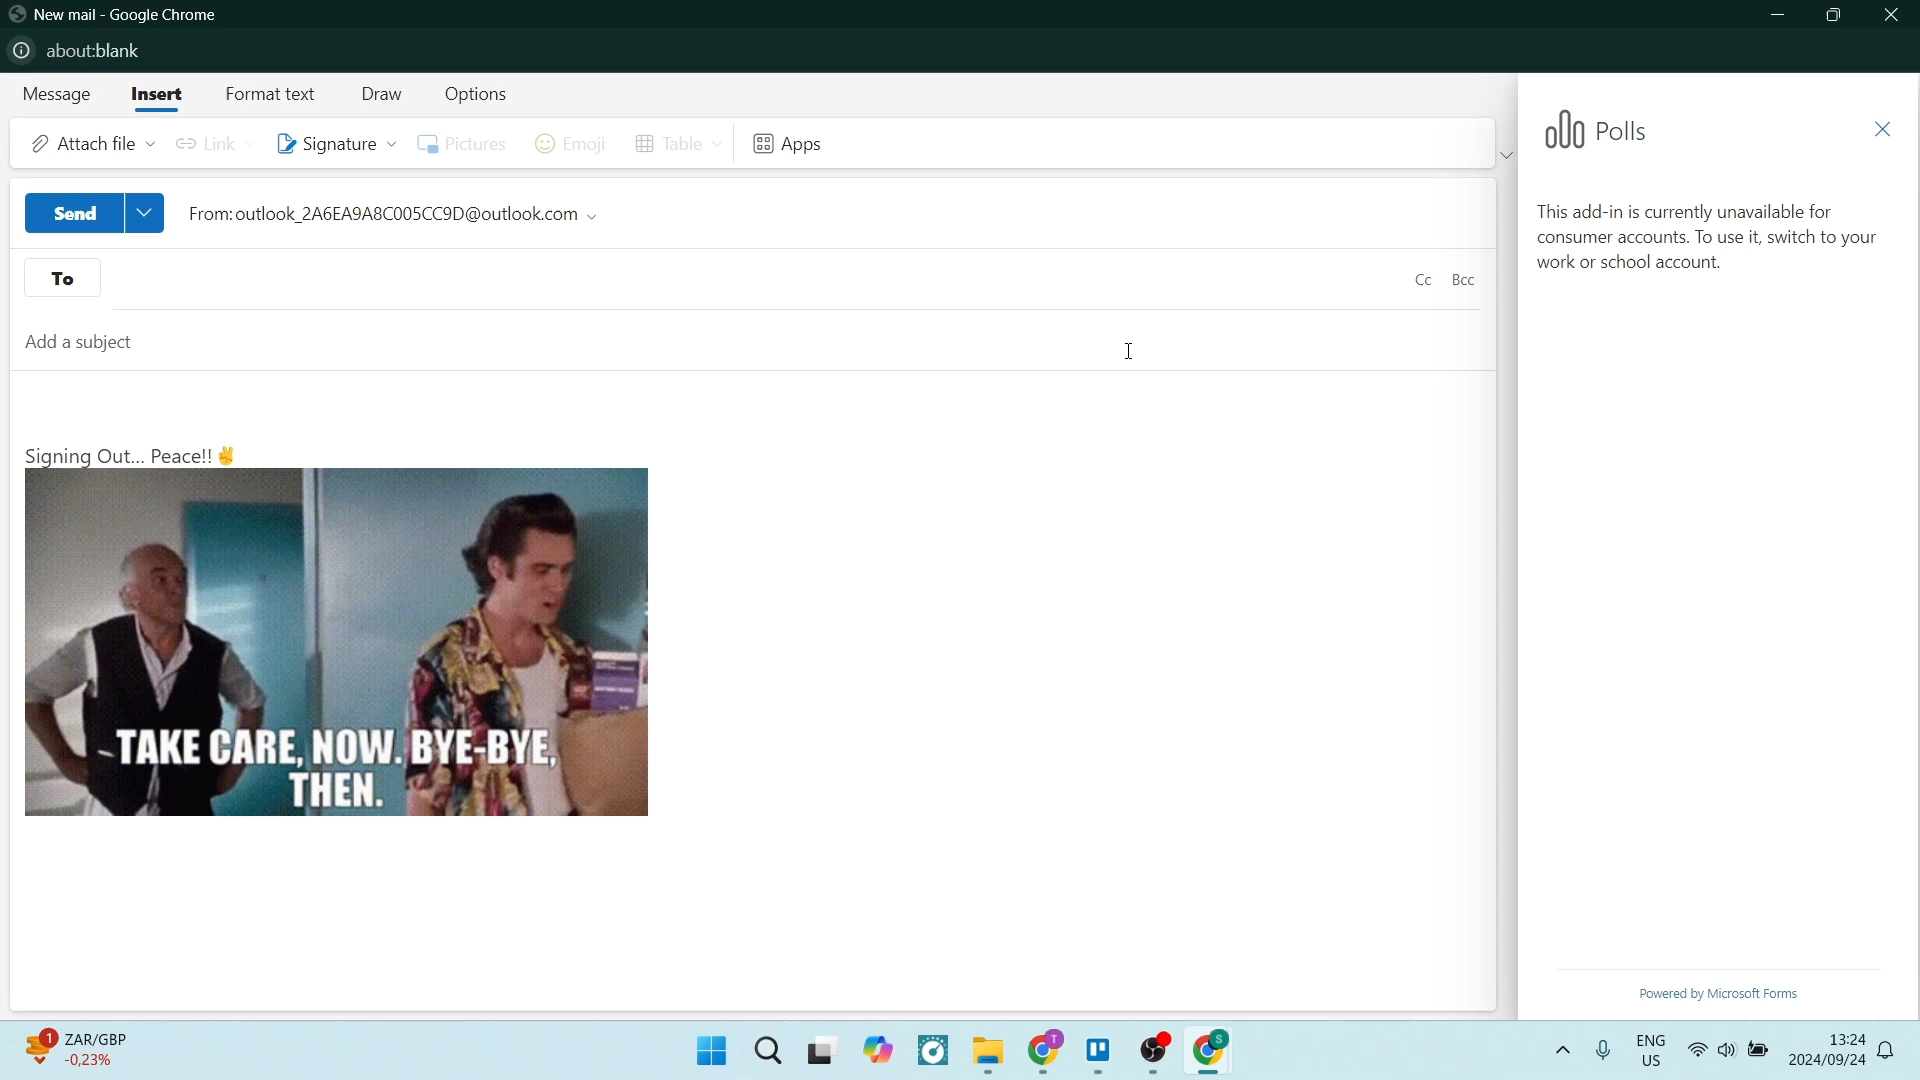 New mail - Google Chrome
about:blank
Message Insert Format text Draw Options
Attach file Link Signature Pictures Emoji Table Apps
Send From: outlook_2A6EA9A8C005CC9D@outlook.com
To Cc Bcc
Add a subject
Signing Out... Peace!! ✌
TAKE CARE, NOW. BYE-BYE,
THEN.
Polls
This add-in is currently unavailable for
consumer accounts. To use it, switch to your
work or school account.
Powered by Microsoft Forms
1 ZAR/GBP
-0,23%
T
S
ENG
US
13:24
2024/09/24